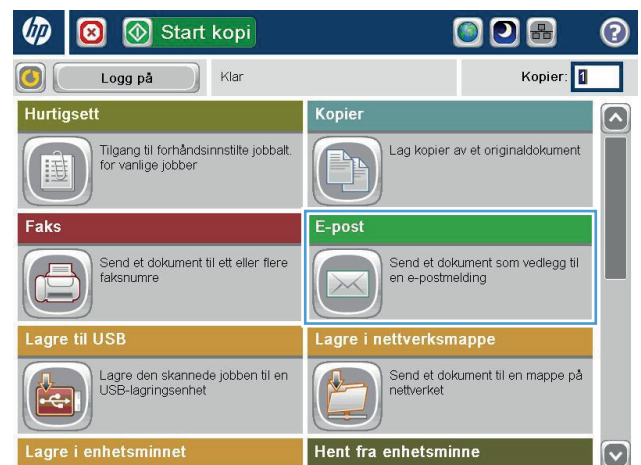 hp
Start kopi
?
Logg på
Klar
Kopier: 1
Hurtigsett
Tilgang til forhåndsinnstilte jobbalt.
for vanlige jobber
Kopier
Lag kopier av et originaldokument
Faks
Send et dokument til ett eller flere
faksnumre
E-post
Send et dokument som vedlegg til
en e-postmelding
Lagre til USB
Lagre den skannede jobben til en
USB-lagringsenhet
Lagre i nettverksmappe
Send et dokument til en mappe på
nettverket
Lagre i enhetsminnet
Hent fra enhetsminne